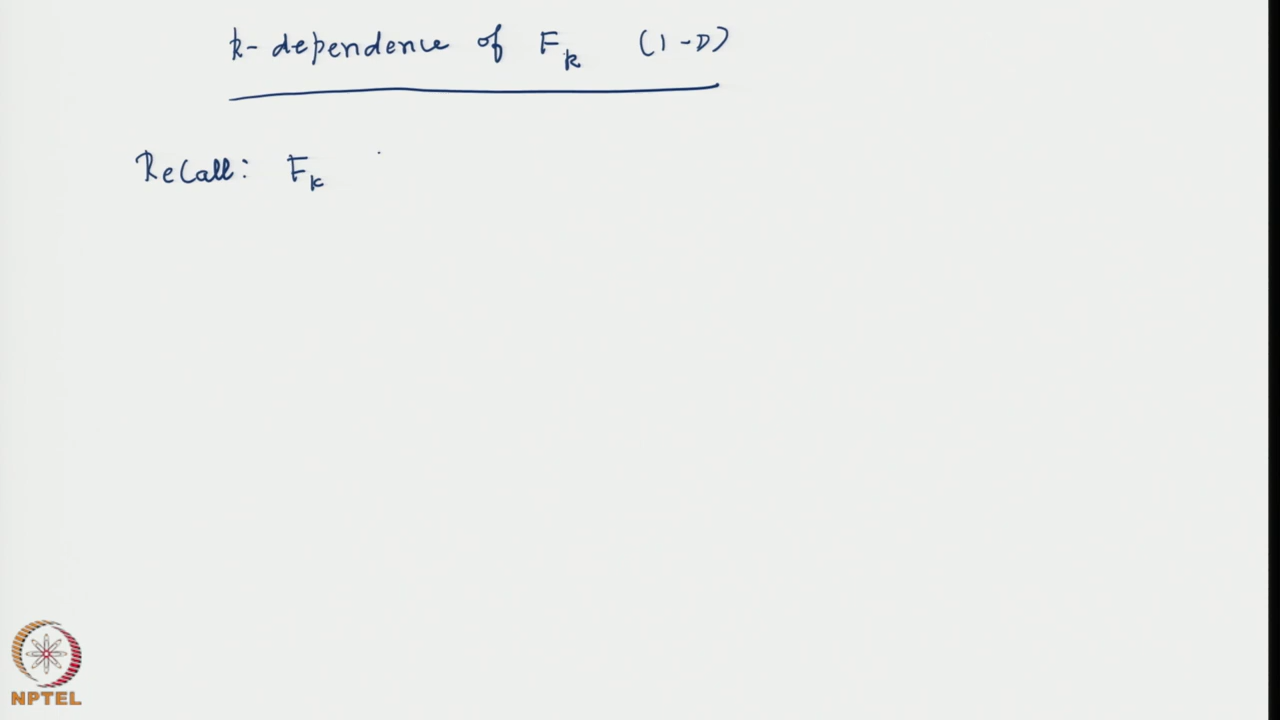 k-dependence of F_k (1-D)
Recall: F_k
NPTEL